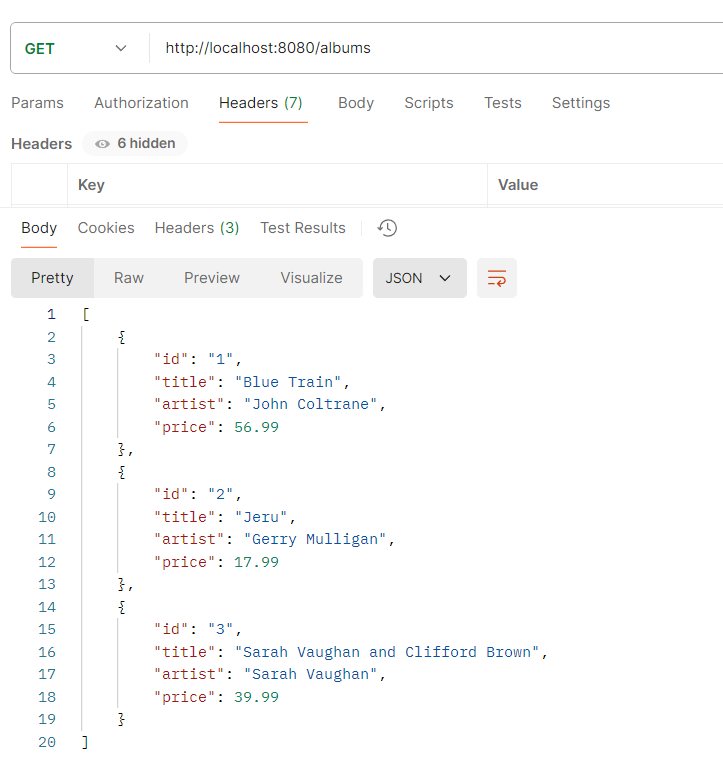 GET http://localhost:8080/albums
Params Authorization Headers (7) Body Scripts Tests Settings
Headers 6 hidden
Key Value
Body Cookies Headers (3) Test Results
Pretty Raw Preview Visualize JSON
1 [
2 {
3 "id": "1",
4 "title": "Blue Train",
5 "artist": "John Coltrane",
6 "price": 56.99
7 },
8 {
9 "id": "2",
10 "title": "Jeru",
11 "artist": "Gerry Mulligan",
12 "price": 17.99
13 },
14 {
15 "id": "3",
16 "title": "Sarah Vaughan and Clifford Brown",
17 "artist": "Sarah Vaughan",
18 "price": 39.99
19 }
20 ]